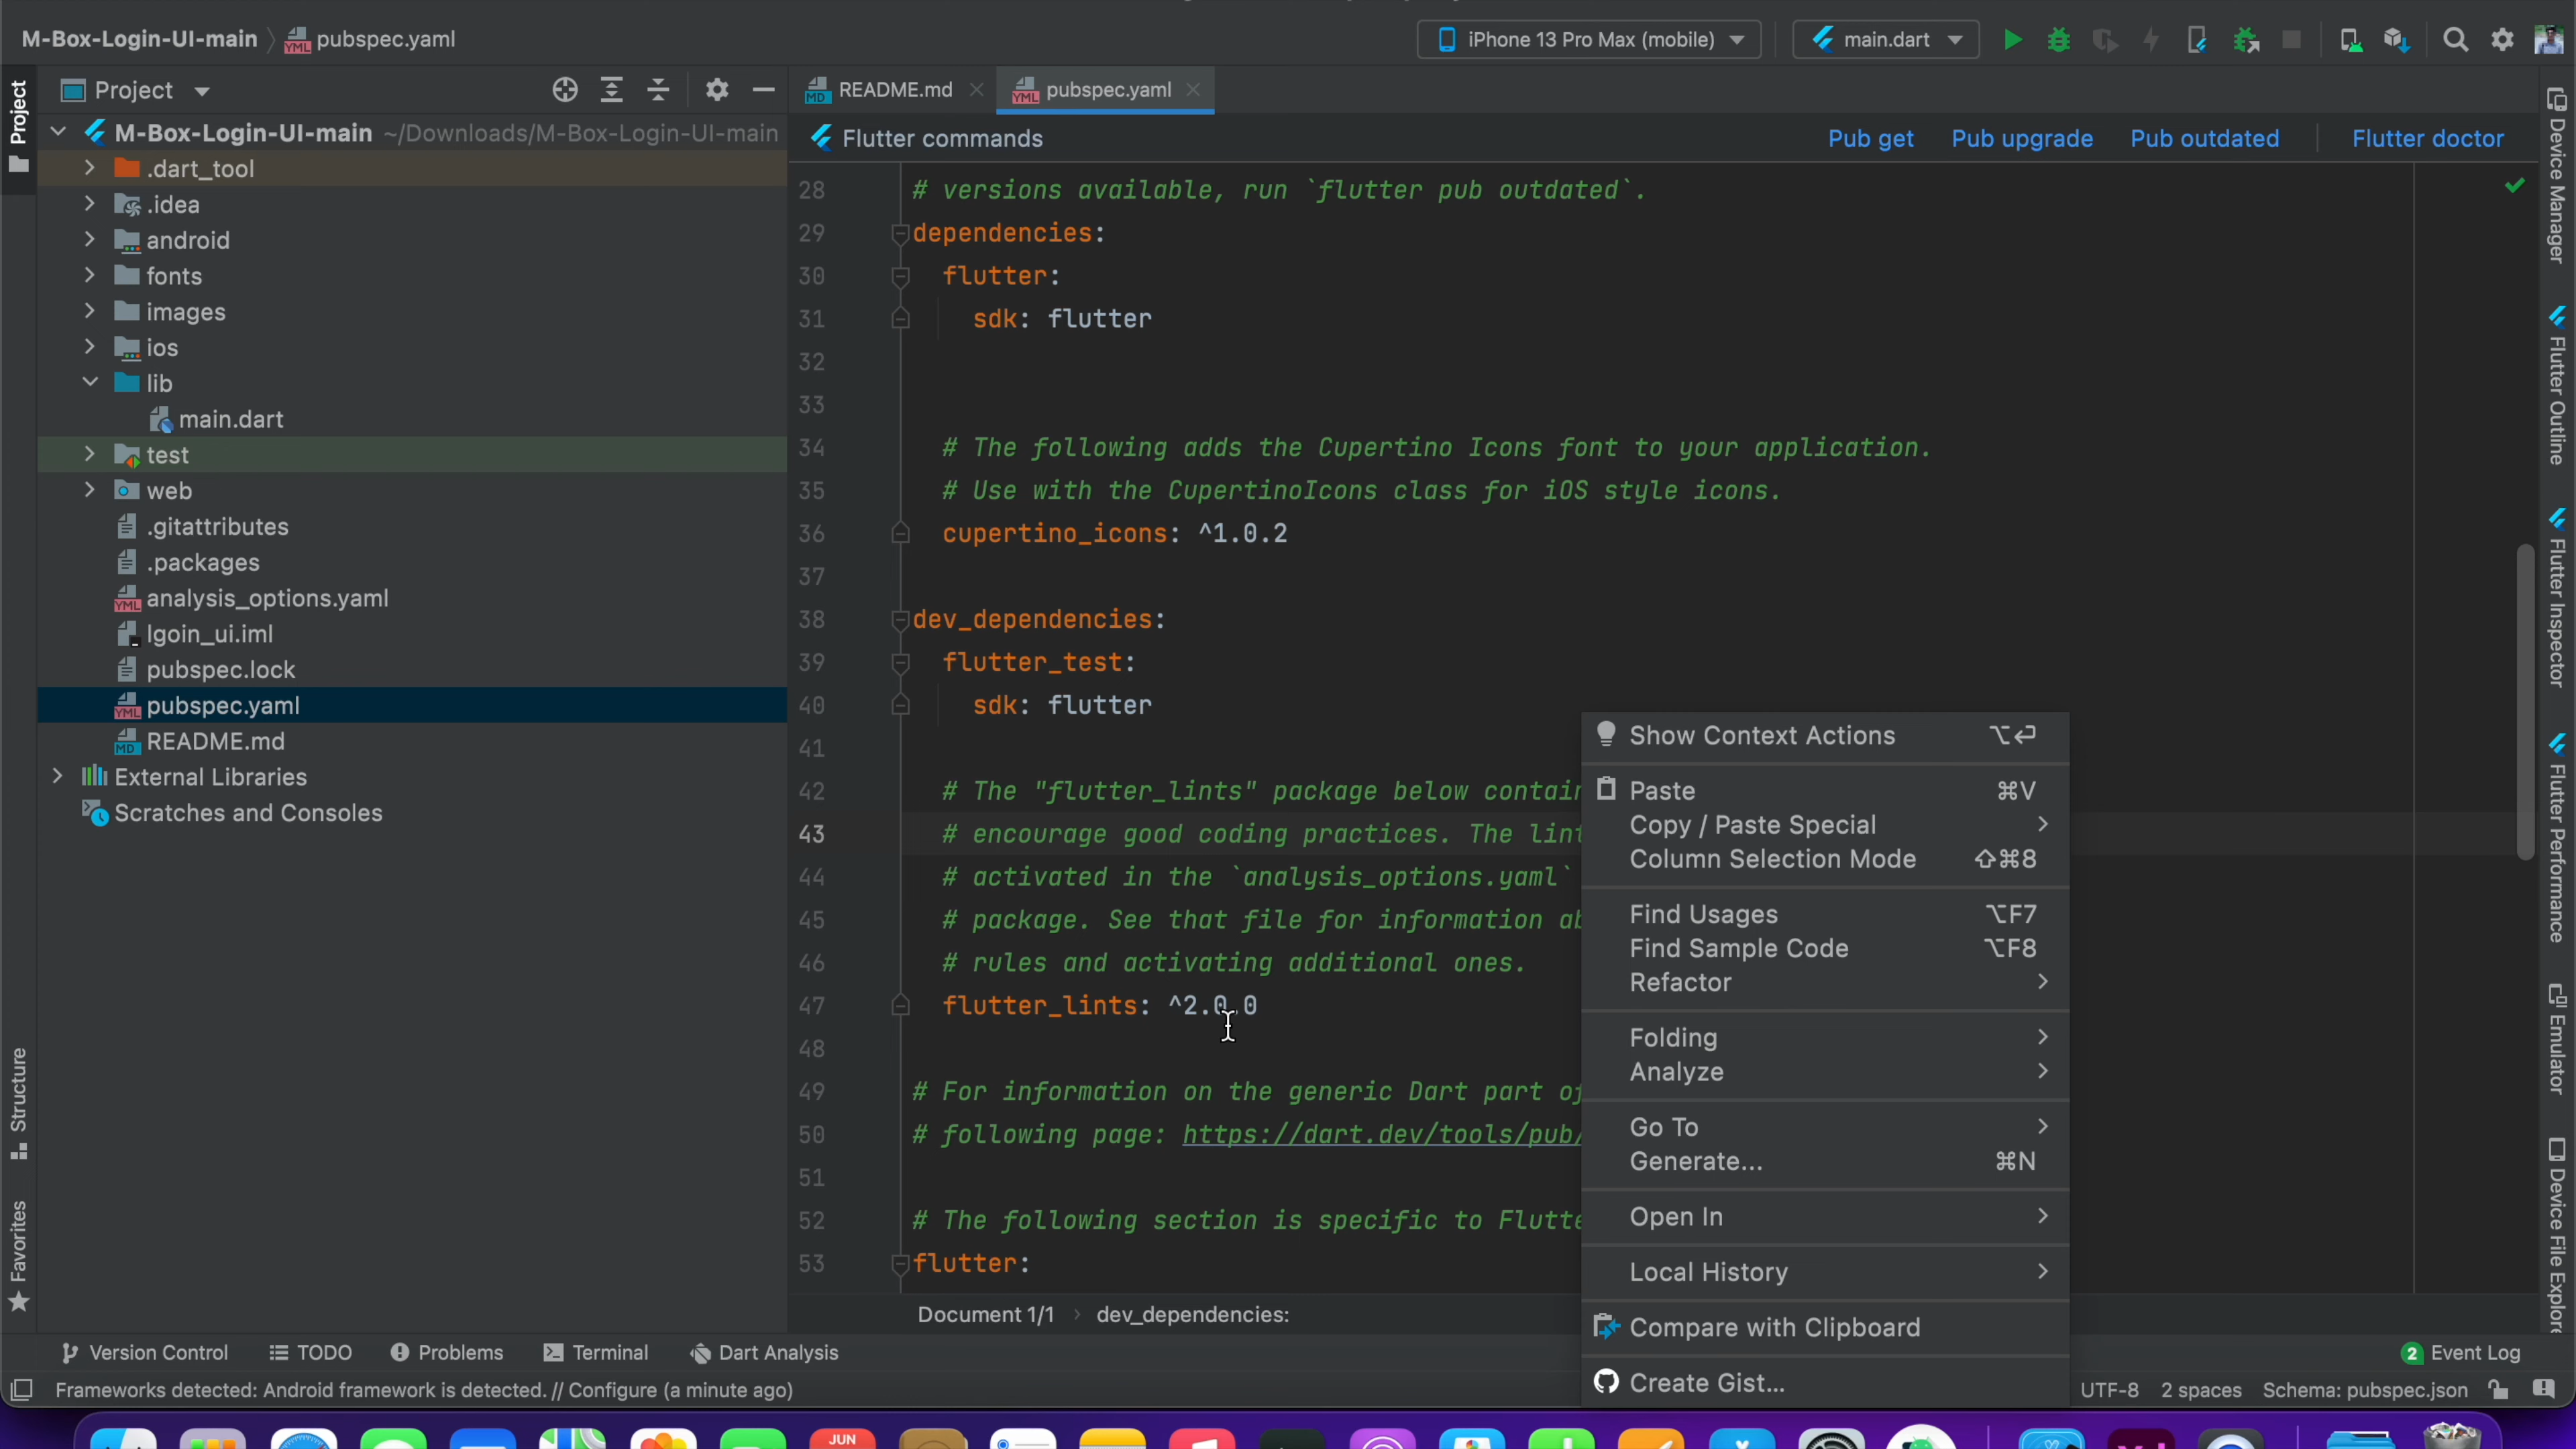 M-Box-Login-UI-main
pubspec.yaml
iPhone 13 Pro Max (mobile)
main.dart
Project
Project
M-Box-Login-UI-main ~/Downloads/M-Box-Login-UI-main
.dart_tool
.idea
android
fonts
images
ios
lib
main.dart
test
web
.gitattributes
.packages
analysis_options.yaml
lgoin_ui.iml
pubspec.lock
pubspec.yaml
README.md
External Libraries
Scratches and Consoles
Structure
Favorites
README.md
pubspec.yaml
Flutter commands
Pub get
Pub upgrade
Pub outdated
Flutter doctor
28 # versions available, run `flutter pub outdated`.
29 dependencies:
30 flutter:
31 sdk: flutter
32
33
34 # The following adds the Cupertino Icons font to your application.
35 # Use with the CupertinoIcons class for iOS style icons.
36 cupertino_icons: ^1.0.2
37
38 dev_dependencies:
39 flutter_test:
40 sdk: flutter
41
42 # The "flutter_lints" package below contain
43 # encourage good coding practices. The lint
44 # activated in the `analysis_options.yaml`
45 # package. See that file for information ab
46 # rules and activating additional ones.
47 flutter_lints: ^2.0.0
48
49 # For information on the generic Dart part of
50 # following page: https://dart.dev/tools/pub/
51
52 # The following section is specific to Flutte
53 flutter:
Document 1/1
dev_dependencies:
Show Context Actions ⌥⏎
Paste ⌘V
Copy / Paste Special
Column Selection Mode ⇧⌘8
Find Usages ⌥F7
Find Sample Code ⌥F8
Refactor
Folding
Analyze
Go To
Generate... ⌘N
Open In
Local History
Compare with Clipboard
Create Gist...
Device Manager
Flutter Outline
Flutter Inspector
Flutter Performance
Emulator
Device File Explore
Version Control
TODO
Problems
Terminal
Dart Analysis
2 Event Log
Frameworks detected: Android framework is detected. // Configure (a minute ago)
UTF-8
2 spaces
Schema: pubspec.json
JUN